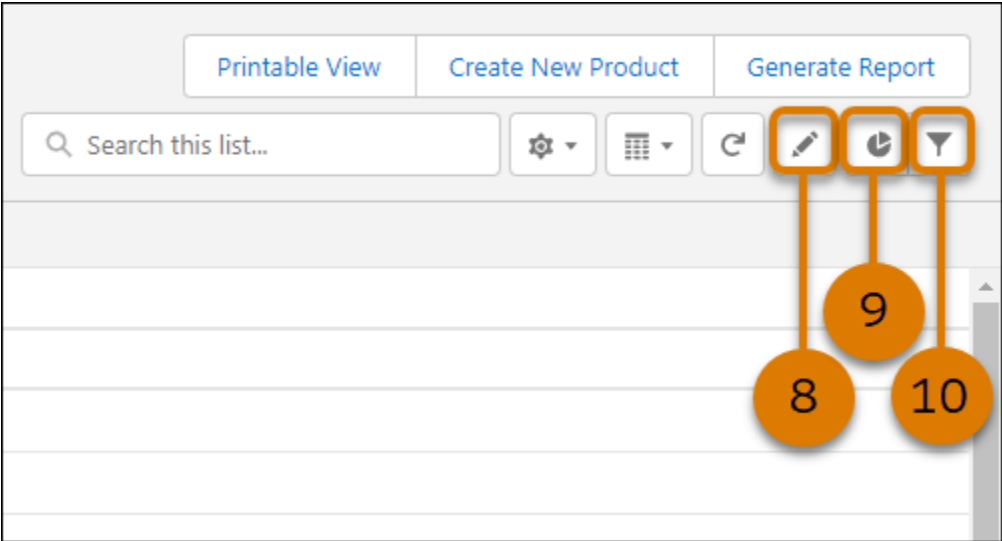 Printable View Create New Product Generate Report
Search this list...
9
8 10